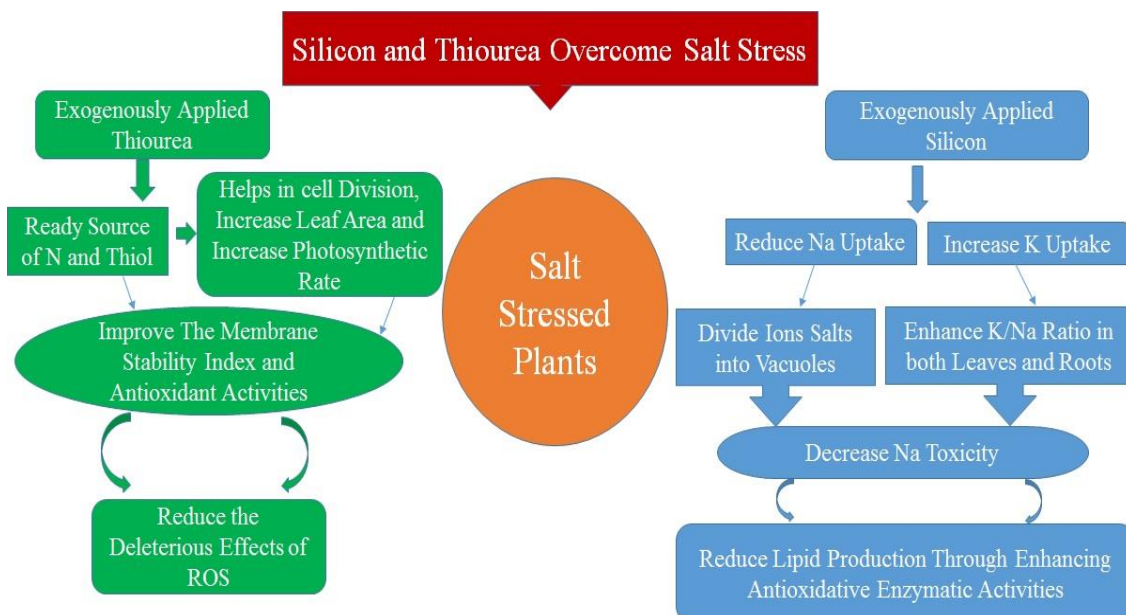 Silicon and Thiourea Overcome Salt Stress
Exogenously Applied
Thiourea
Ready Source
of N and Thiol
Helps in cell Division,
Increase Leaf Area and
Increase Photosynthetic
Rate
Improve The Membrane
Stability Index and
Antioxidant Activities
Reduce the
Deleterious Effects of
ROS
Salt
Stressed
Plants
Exogenously Applied
Silicon
Reduce Na Uptake
Increase K Uptake
Divide Ions Salts
into Vacuoles
Enhance K/Na Ratio in
both Leaves and Roots
Decrease Na Toxicity
Reduce Lipid Production Through Enhancing
Antioxidative Enzymatic Activities